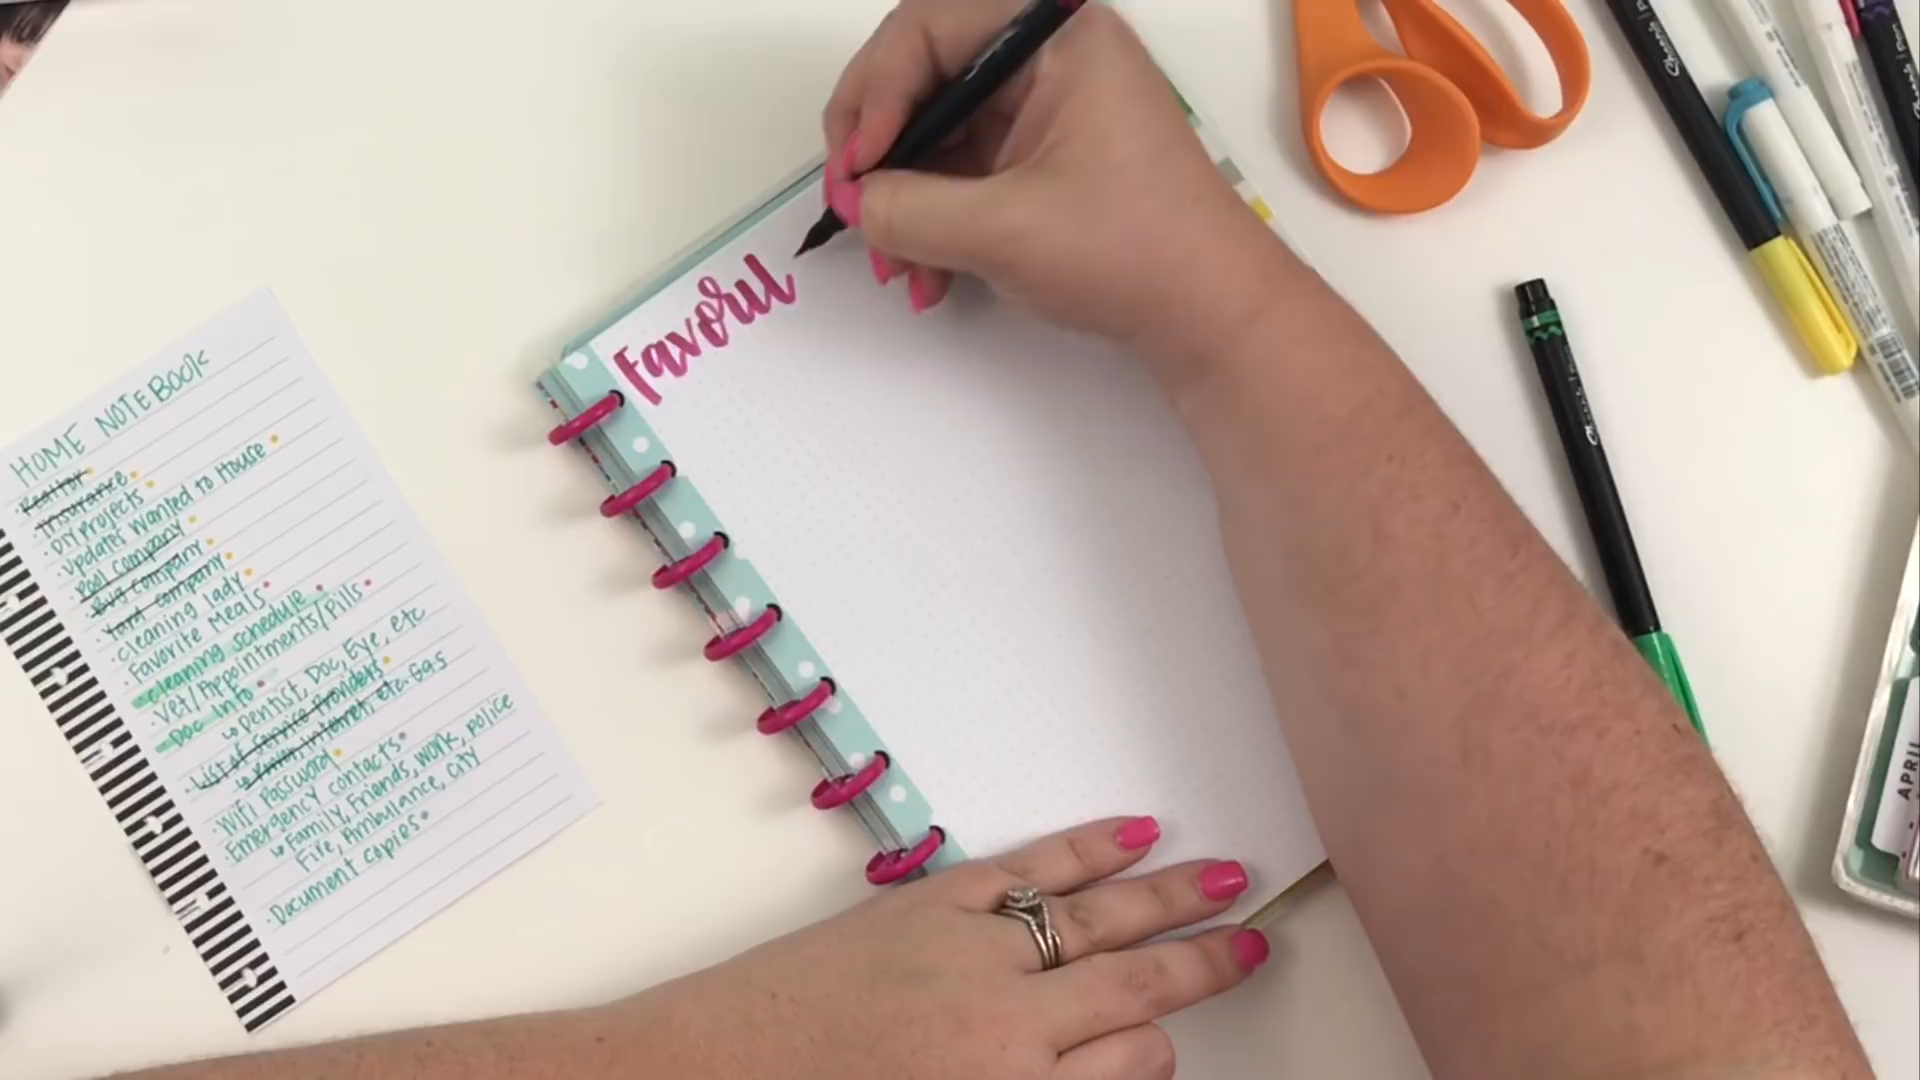 HOME NOTEBOOK
· Realtor
· Insurance
· DIY Projects
· Updates Wanted to House
· Pool Company
· Bug Company
· Yard Company
· Cleaning lady
· Favorite Meals
· Cleaning schedule
· Vet/Appointments/Pills
· Doc Info
↳ Dentist, Doc, Eye, etc
· List of Service Providers
↳ Internet, etc. Gas
· Wifi Password
· Emergency contacts
↳ Family, Friends, work, police
Fire, Ambulance, City
· Document copies
Favorit
APRIL